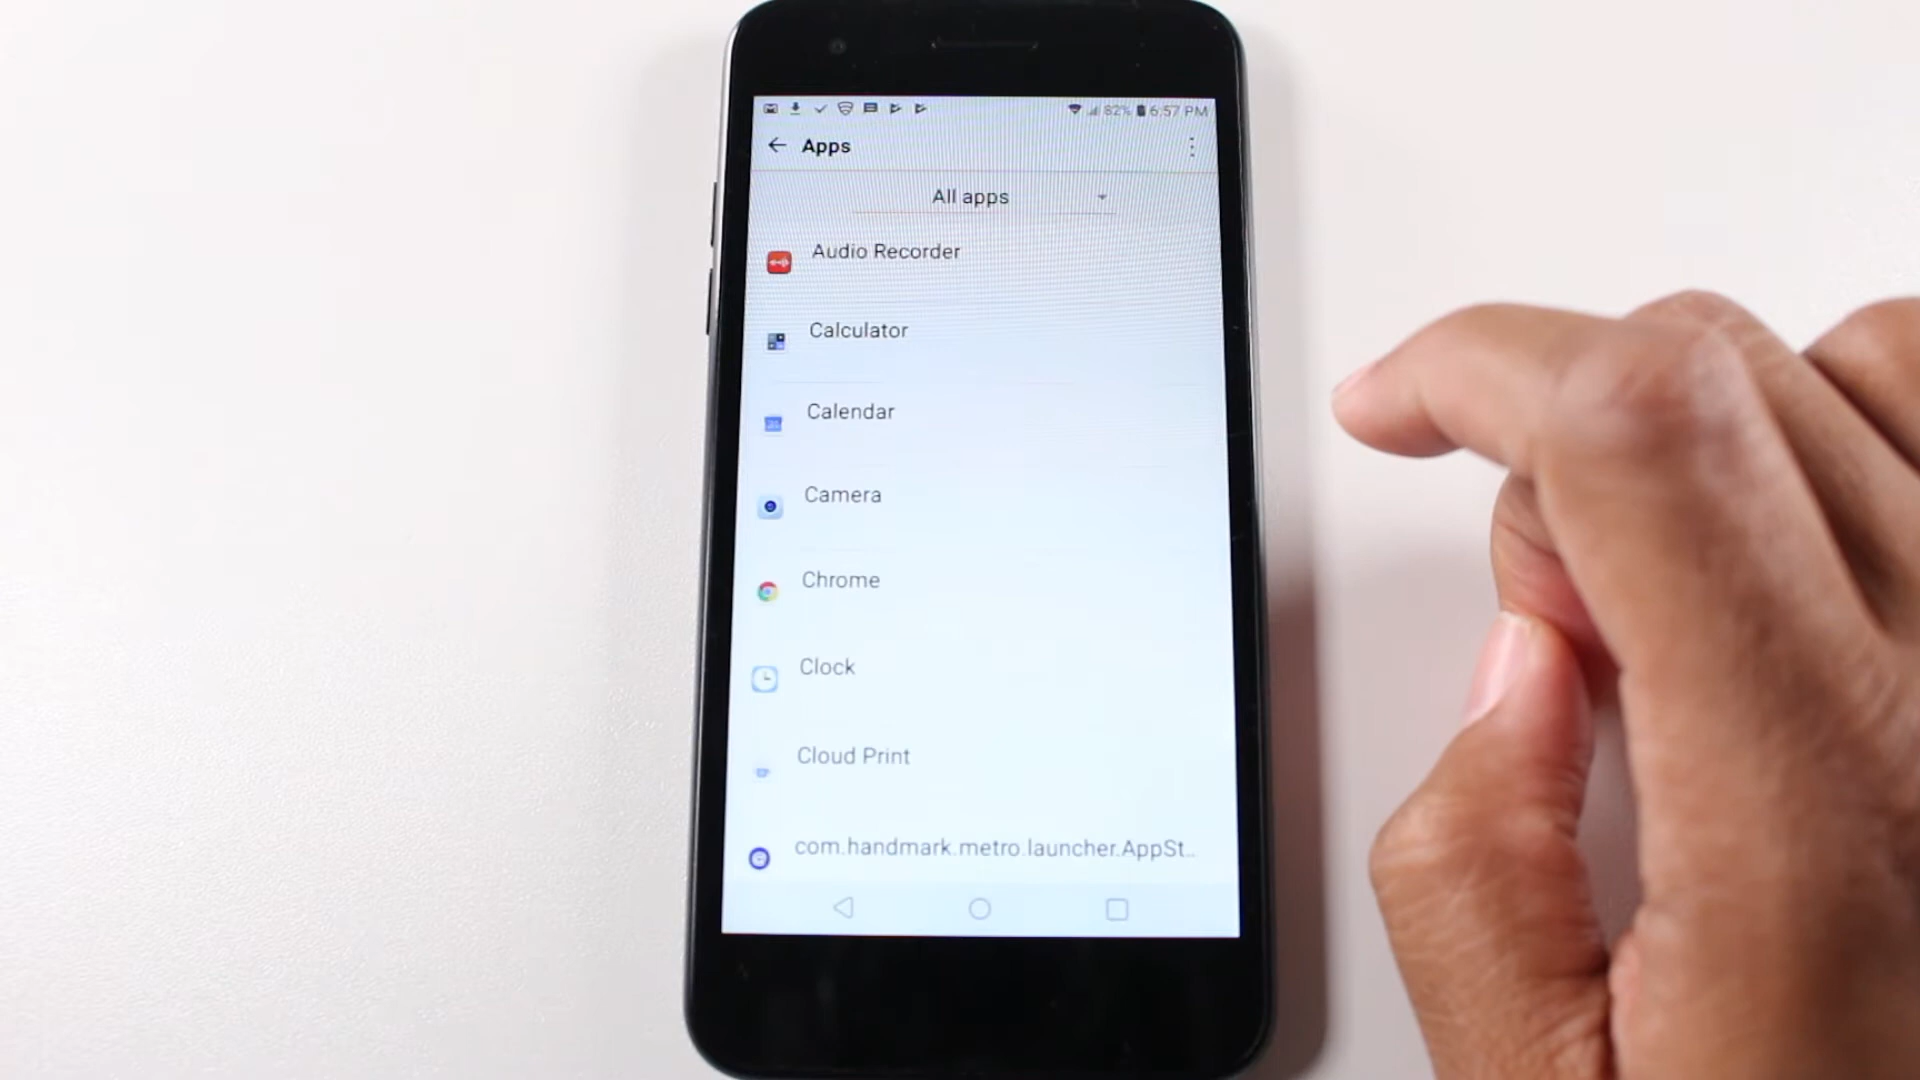 82% 6:57 PM
Apps
All apps
Audio Recorder
Calculator
Calendar
Camera
Chrome
Clock
Cloud Print
com.handmark.metro.launcher.AppSt...